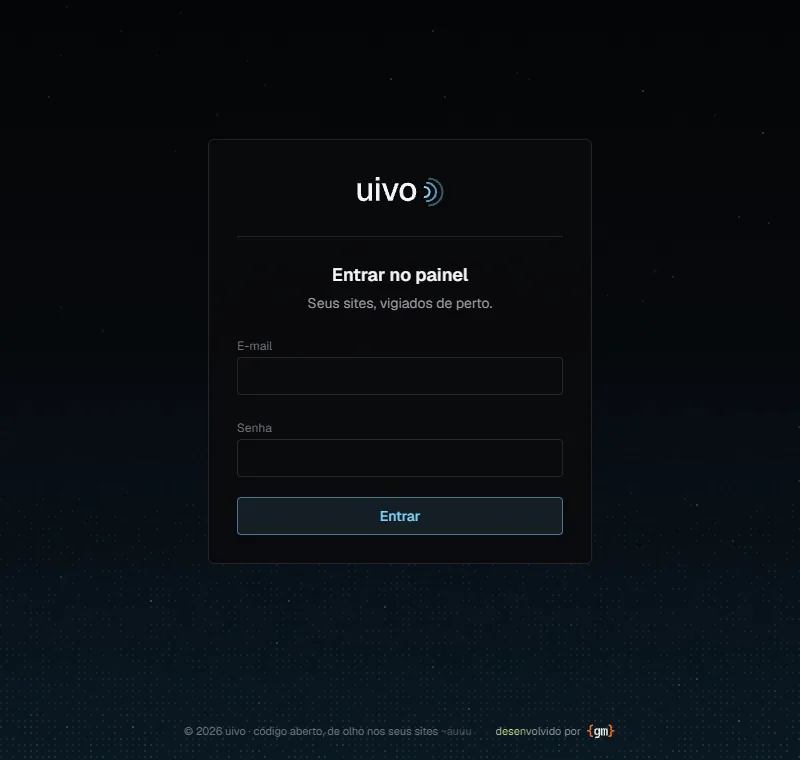 uivo
Entrar no painel
Seus sites, vigiados de perto.
E-mail
Senha
Entrar
© 2026 uivo · código aberto, de olho nos seus sites ~auuu desenvolvido por {gm}